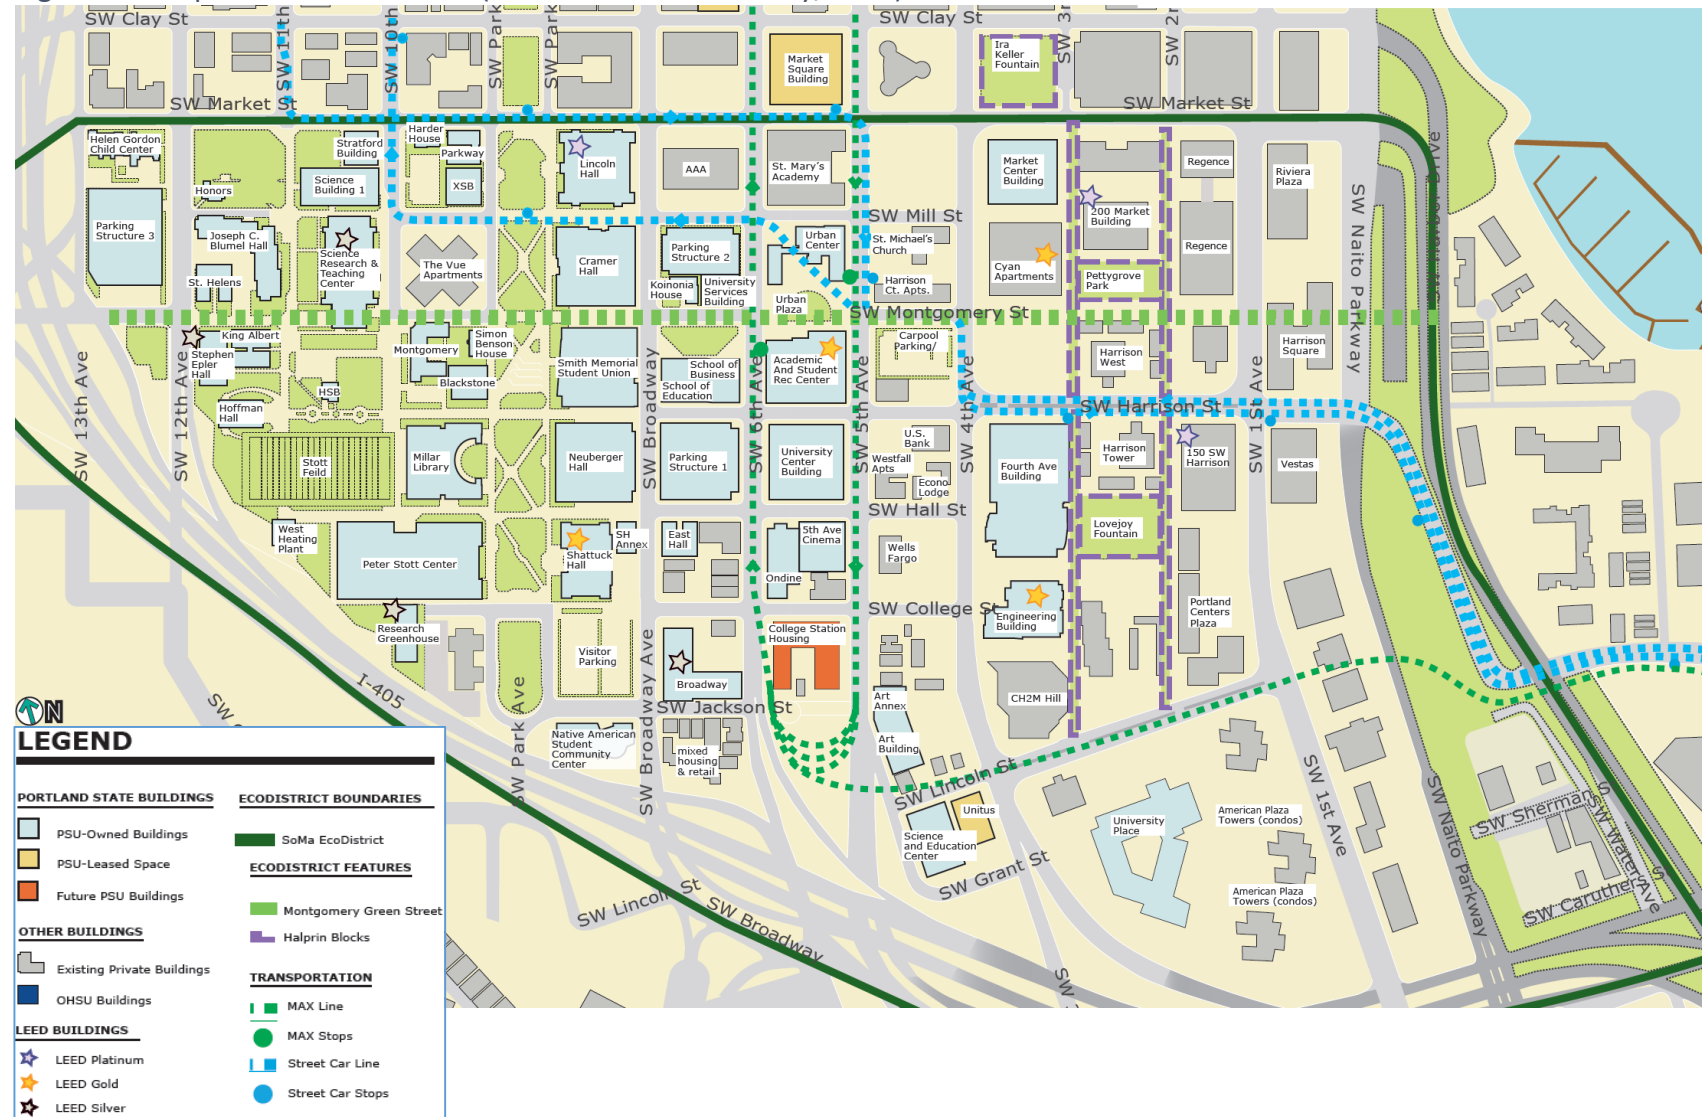 SW Clay St
SW Clay St
SW 11th
SW 10th
SW Park
SW Park
SW 3r
SW 2
Market
Square
Building
Ira
Keller
Fountain
SW Market St
SW Market St
Helen Gordon
Child Center
Stratford
Building
Harder
House
Parkway
Lincoln
Hall
AAA
St. Mary's
Academy
Market
Center
Building
Regence
Riviera
Plaza
Science
Building 1
XSB
Honors
200 Market
Building
SW Mill St
Parking
Structure 3
Joseph C.
Blumel Hall
Science
Research &
Teaching
Center
The Vue
Apartments
Cramer
Hall
Parking
Structure 2
Urban
Center
St. Michael's
Church
Cyan
Apartments
Regence
Pettygrove
Park
St. Helens
Koinonia
House
University
Services
Building
Harrison
Ct. Apts.
Urban
Plaza
SW Montgomery St
SW Naito Parkway
SW Harbor Drive
King Albert
Stephen
Epler
Hall
Montgomery
Simon
Benson
House
Blackstone
Smith Memorial
Student Union
School of
Business
School of
Education
Academic
And Student
Rec Center
Carpool
Parking/
Harrison
West
Harrison
Square
HSB
Hoffman
Hall
SW 13th Ave
SW 12th Ave
SW Broadway
SW 6th Ave
SW 5th Ave
SW 4th Ave
SW 1St Ave
SW Harrison St
Stott
Feild
Millar
Library
Neuberger
Hall
Parking
Structure 1
University
Center
Building
U.S.
Bank
Westfall
Apts
Econo
Lodge
Fourth Ave
Building
Harrison
Tower
150 SW
Harrison
Vestas
SW Hall St
West
Heating
Plant
Peter Stott Center
Shattuck
Hall
SH
Annex
East
Hall
5th Ave
Cinema
Ondine
Wells
Fargo
Lovejoy
Fountain
SW College St
Research
Greenhouse
Visitor
Parking
Broadway
College Station
Housing
Engineering
Building
Portland
Centers
Plaza
I-405
SW Park Ave
SW Broadway Ave
SW Jackson St
Art
Annex
Art
Building
CH2M Hill
Native American
Student
Community
Center
mixed
housing
& retail
SW Lincoln St
Unitus
Science
and Education
Center
University
Place
American Plaza
Towers (condos)
American Plaza
Towers (condos)
SW 1st Ave
SW Naito Parkway
SW Sherman S
SW Water Ave
SW Caruthers S
SW Grant St
SW Lincoln St
SW Broadway
SW
N
LEGEND
PORTLAND STATE BUILDINGS
PSU-Owned Buildings
PSU-Leased Space
Future PSU Buildings
OTHER BUILDINGS
Existing Private Buildings
OHSU Buildings
LEED BUILDINGS
LEED Platinum
LEED Gold
LEED Silver
ECODISTRICT BOUNDARIES
SoMa EcoDistrict
ECODISTRICT FEATURES
Montgomery Green Street
Halprin Blocks
TRANSPORTATION
MAX Line
MAX Stops
Street Car Line
Street Car Stops